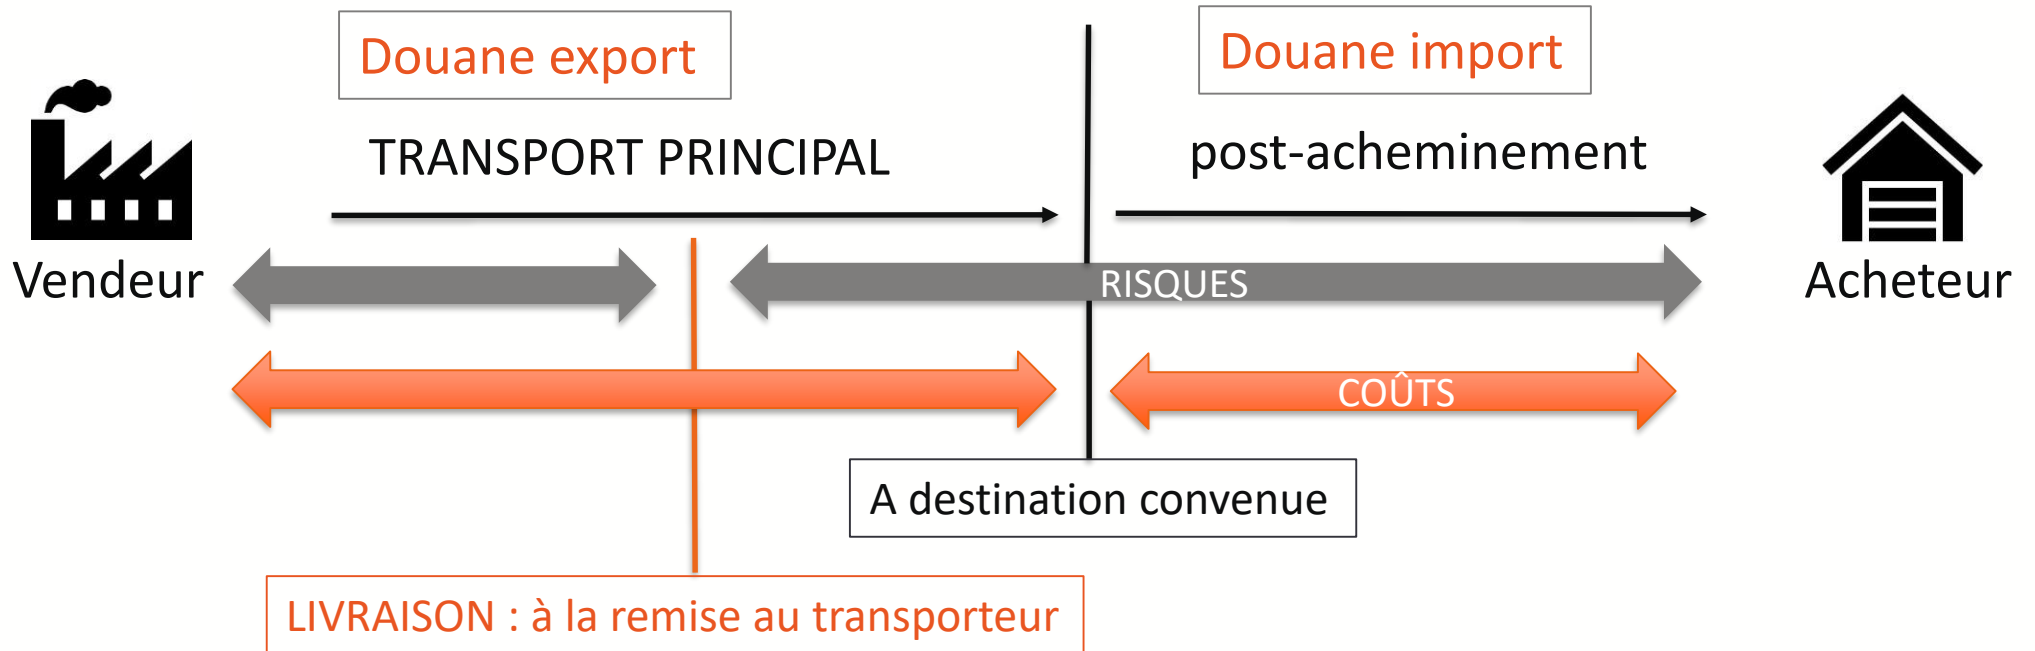 Douane export
Douane import
TRANSPORT PRINCIPAL
post-acheminement
Vendeur
RISQUES
Acheteur
COÛTS
A destination convenue
LIVRAISON : à la remise au transporteur